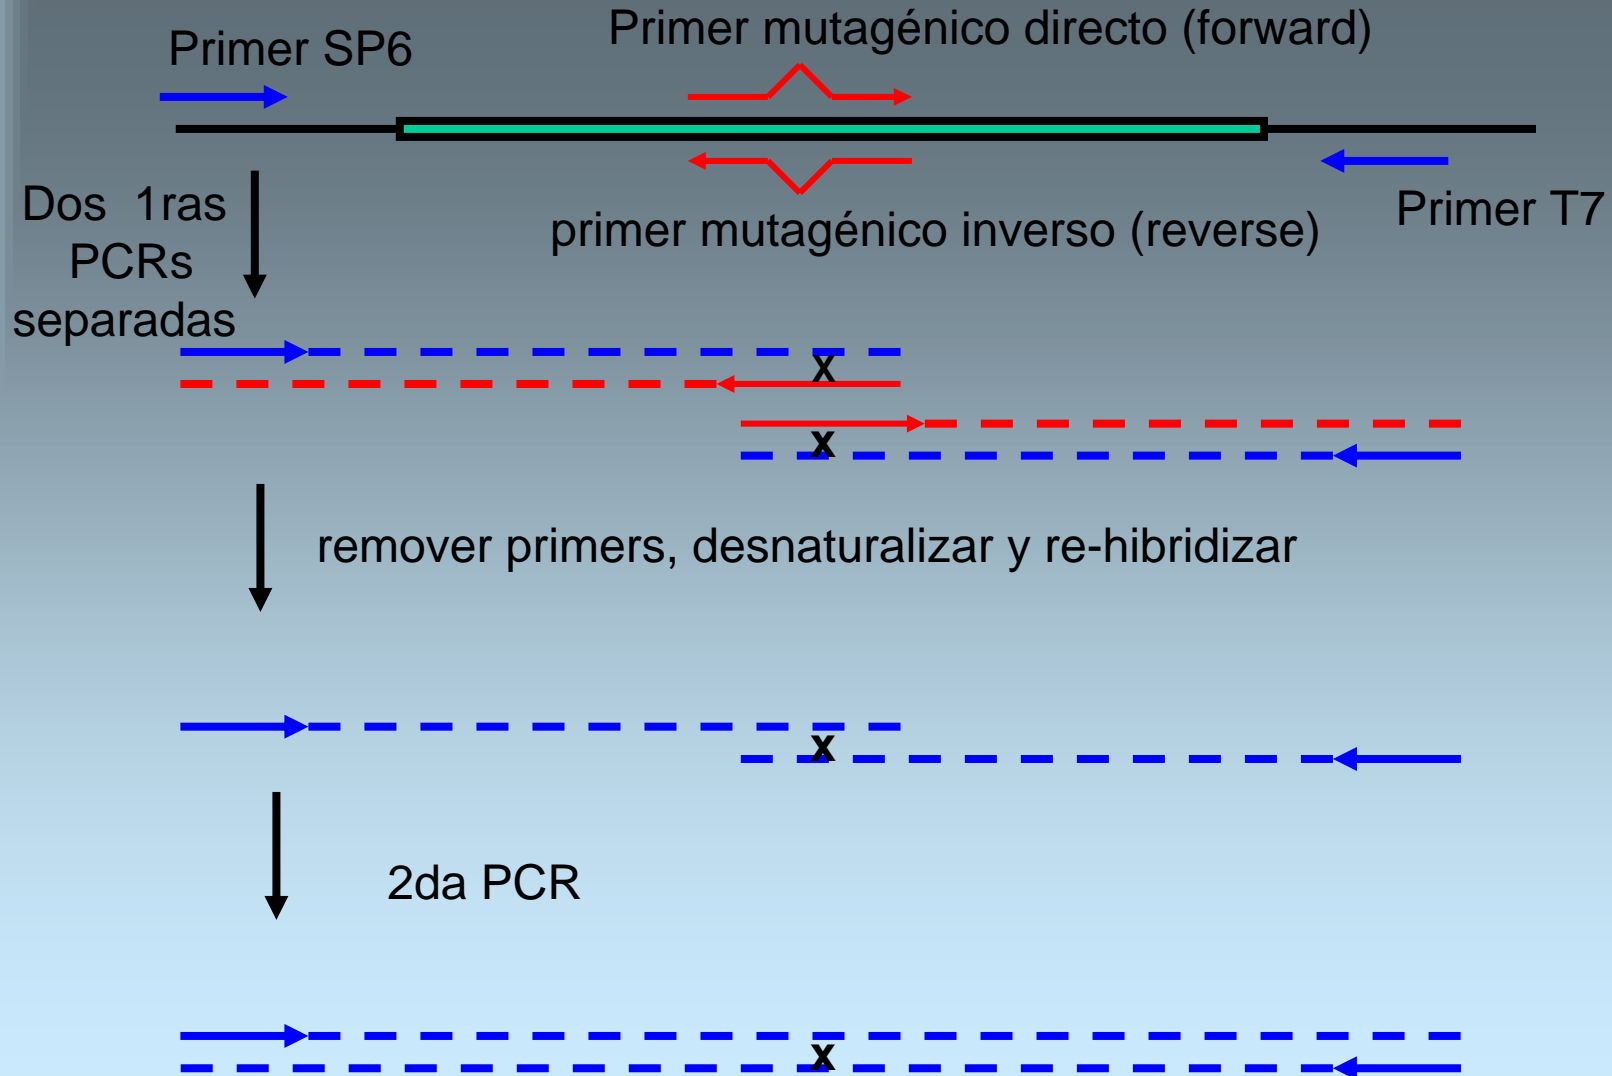 Primer mutagénico directo (forward)
Primer SP6
Dos 1ras
PCRs
separadas
primer mutagénico inverso (reverse)
Primer T7
x
x
remover primers, desnaturalizar y re-hibridizar
x
2da PCR
x